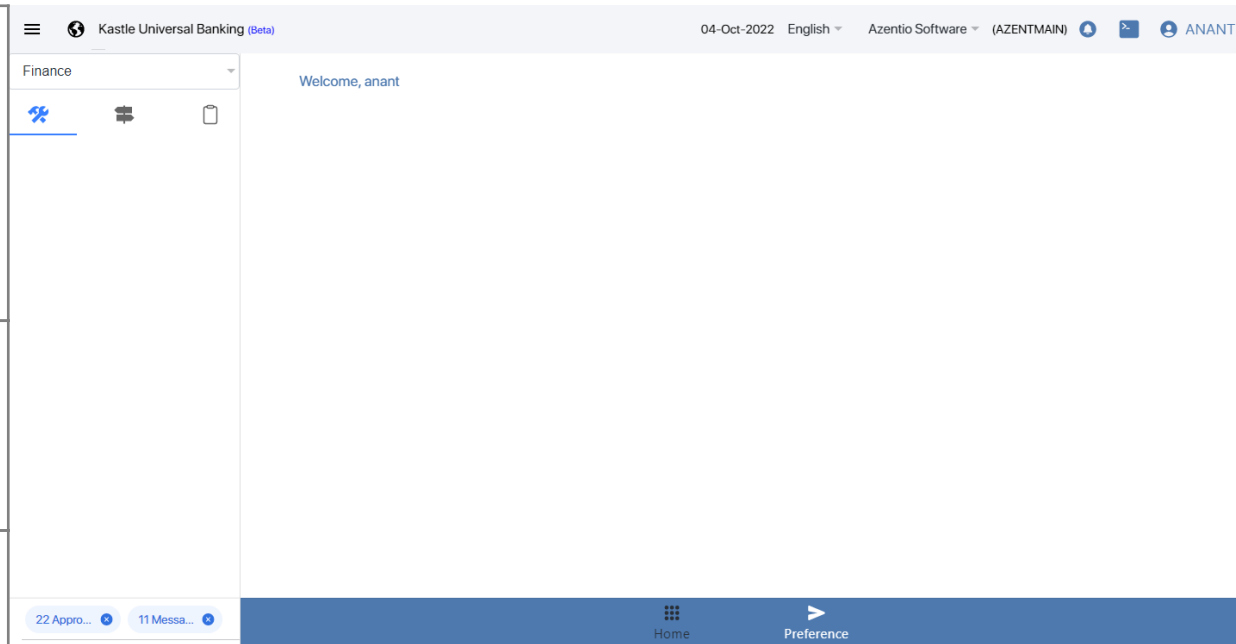 Kastle Universal Banking (Beta) 04-Oct-2022 English Azentio Software (AZENTMAIN) ANANT
Finance
Welcome, anant
22 Appro... 11 Messa...
Home Preference